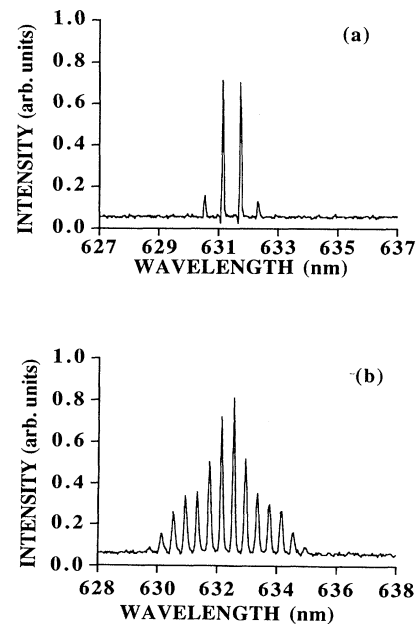 (a)
INTENSITY (arb. units)
1.0
0.8
0.6
0.4
0.2
0.0
627 629 631 633 635 637
WAVELENGTH (nm)
(b)
INTENSITY (arb. units)
1.0
0.8
0.6
0.4
0.2
0.0
628 630 632 634 636 638
WAVELENGTH (nm)